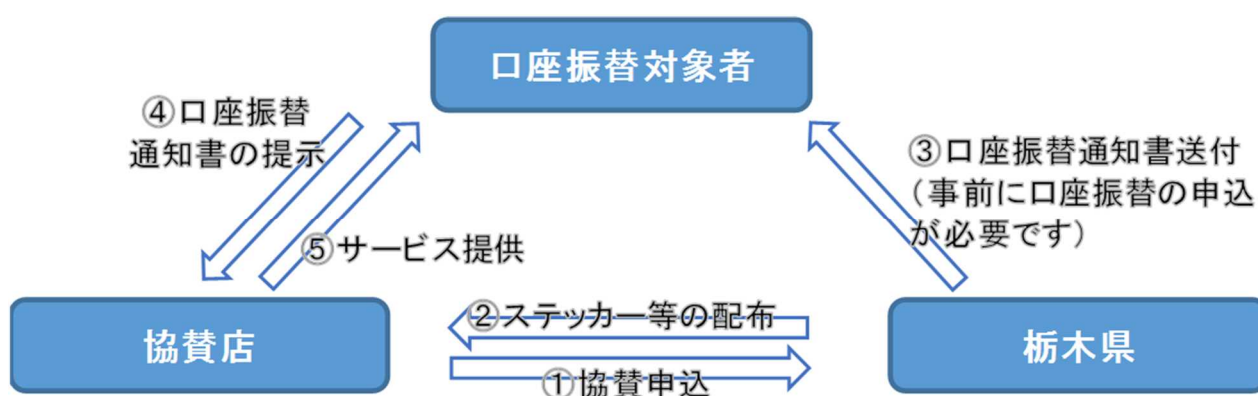 口座振替対象者
④口座振替
通知書の提示
③口座振替通知書送付
（事前に口座振替の申込
が必要です）
⑤サービス提供
②ステッカー等の配布
協賛店
栃木県
①協賛申込